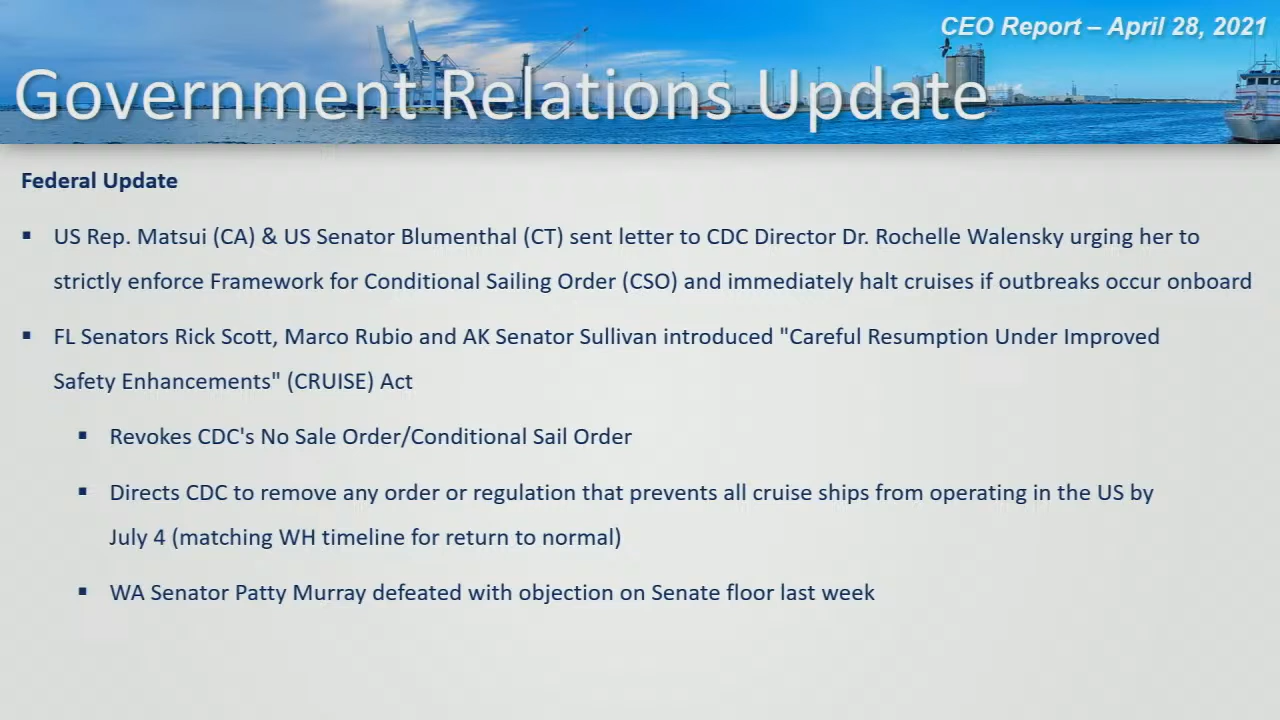 CEO Report – April 28, 2021
Government Relations Update
Federal Update
▪ US Rep. Matsui (CA) & US Senator Blumenthal (CT) sent letter to CDC Director Dr. Rochelle Walensky urging her to
strictly enforce Framework for Conditional Sailing Order (CSO) and immediately halt cruises if outbreaks occur onboard
▪ FL Senators Rick Scott, Marco Rubio and AK Senator Sullivan introduced "Careful Resumption Under Improved
Safety Enhancements" (CRUISE) Act
▪ Revokes CDC's No Sale Order/Conditional Sail Order
▪ Directs CDC to remove any order or regulation that prevents all cruise ships from operating in the US by
July 4 (matching WH timeline for return to normal)
▪ WA Senator Patty Murray defeated with objection on Senate floor last week